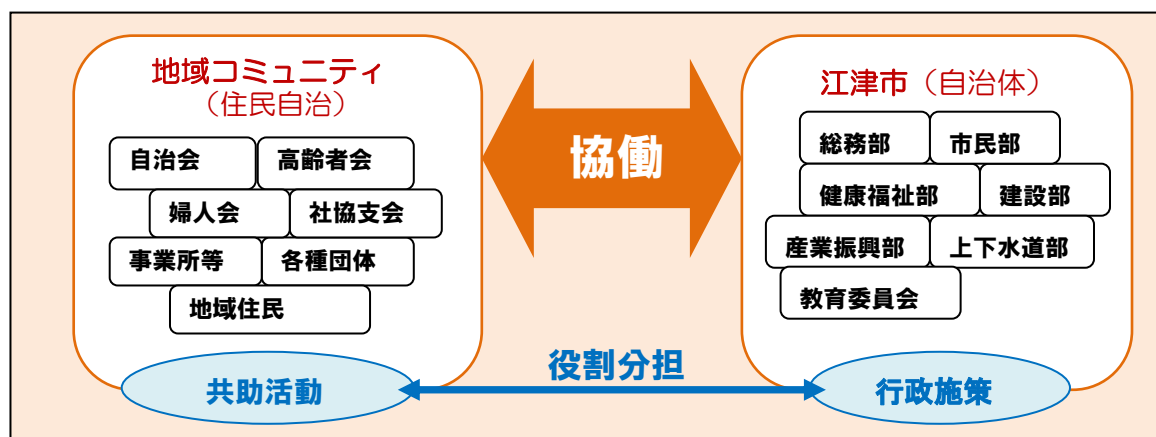 地域コミュニティ
（住民自治）
自治会
高齢者会
婦人会
社協支会
事業所等
各種団体
地域住民
共助活動
協働
役割分担
江津市（自治体）
総務部
市民部
健康福祉部
建設部
産業振興部
上下水道部
教育委員会
行政施策